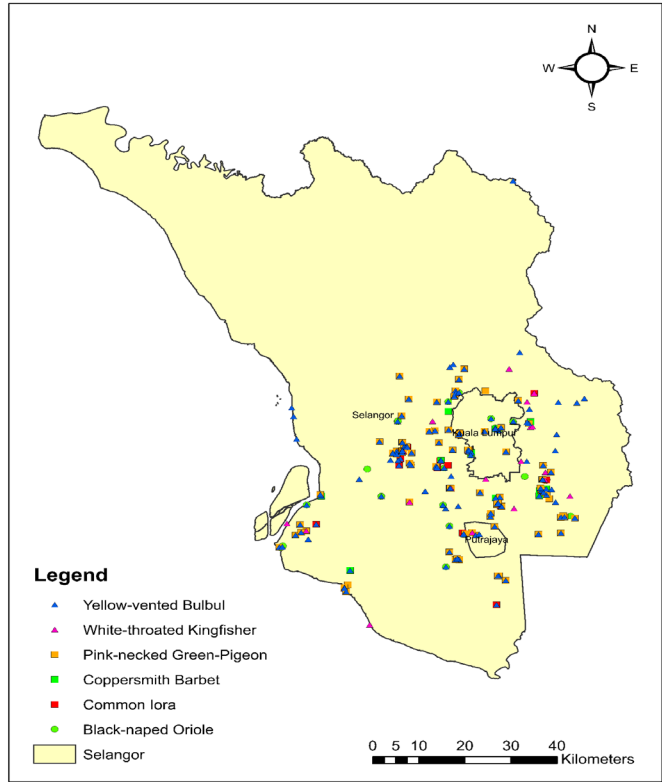 N
W E
S
Selangor
Kuala Lumpur
Putrajaya
Legend
Yellow-vented Bulbul
White-throated Kingfisher
Pink-necked Green-Pigeon
Coppersmith Barbet
Common Iora
Black-naped Oriole
Selangor
0 5 10 20 30 40
Kilometers